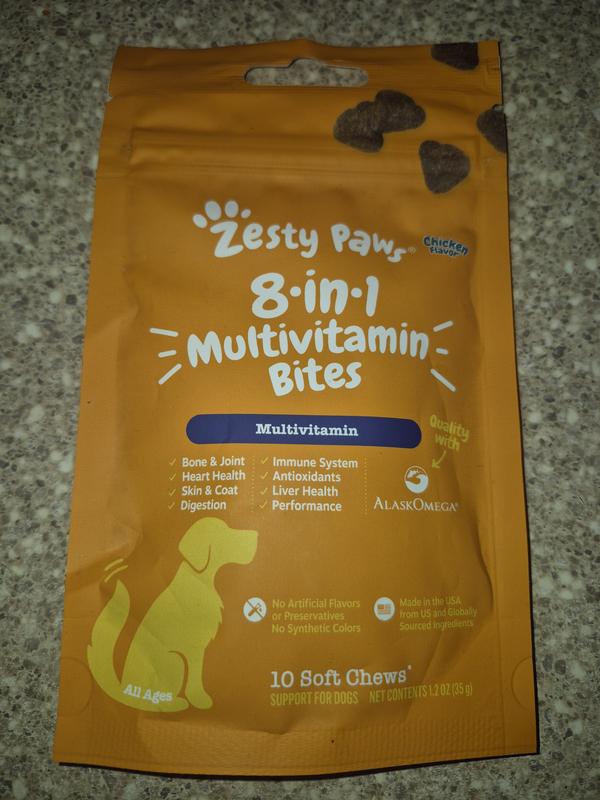 Zesty Paws®
Chicken
Flavor
8·in·1
Multivitamin
Bites
Multivitamin
✓ Bone & Joint
✓ Heart Health
✓ Skin & Coat
✓ Digestion
✓ Immune System
✓ Antioxidants
✓ Liver Health
✓ Performance
Quality
with
ALASKOMEGA®
No Artificial Flavors
or Preservatives
No Synthetic Colors
Made in the USA
from US and Globally
Sourced Ingredients
All Ages
10 Soft Chews*
SUPPORT FOR DOGS NET CONTENTS 1.2 OZ (35 g)